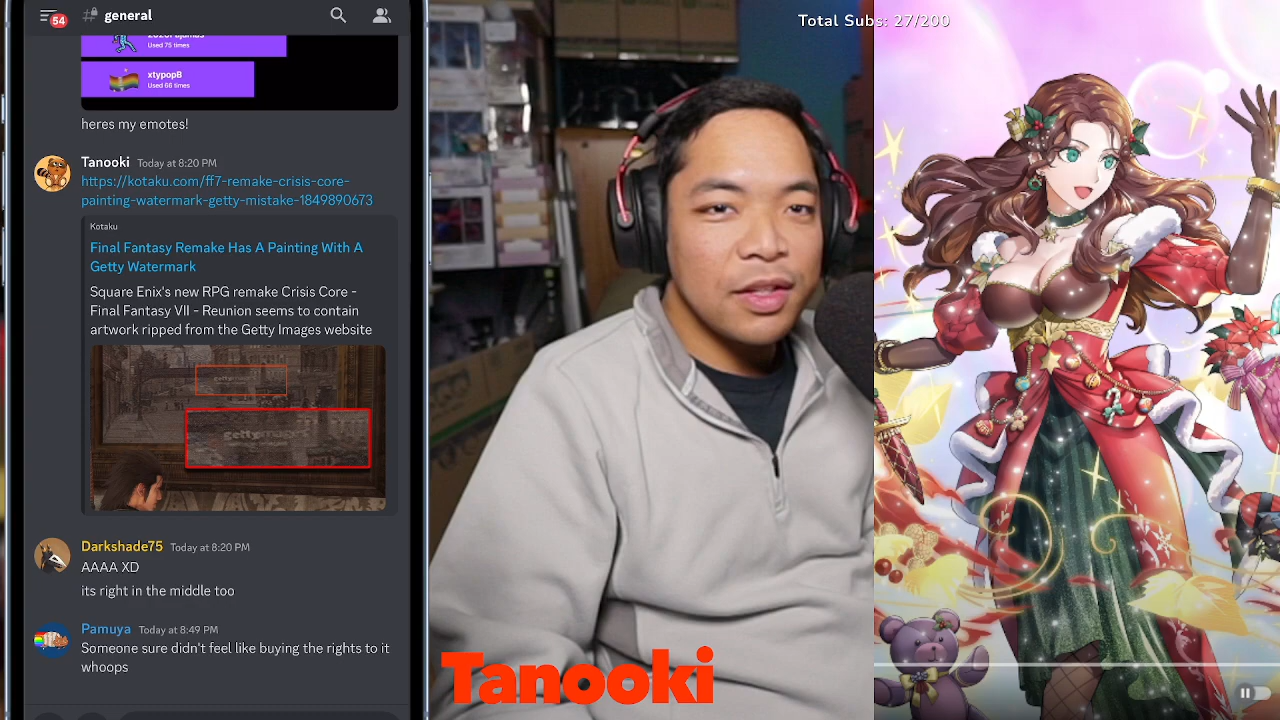 54
general
Used 75 times
xtypopB
Used 66 times
heres my emotes!
Tanooki Today at 8:20 PM
https://kotaku.com/ff7-remake-crisis-core-
painting-watermark-getty-mistake-1849890673
Kotaku
Final Fantasy Remake Has A Painting With A
Getty Watermark
Square Enix's new RPG remake Crisis Core -
Final Fantasy VII - Reunion seems to contain
artwork ripped from the Getty Images website
gettyimages
Darkshade75 Today at 8:20 PM
AAAA XD
its right in the middle too
Pamuya Today at 8:49 PM
Someone sure didn't feel like buying the rights to it
whoops
Total Subs: 27/200
Tanooki